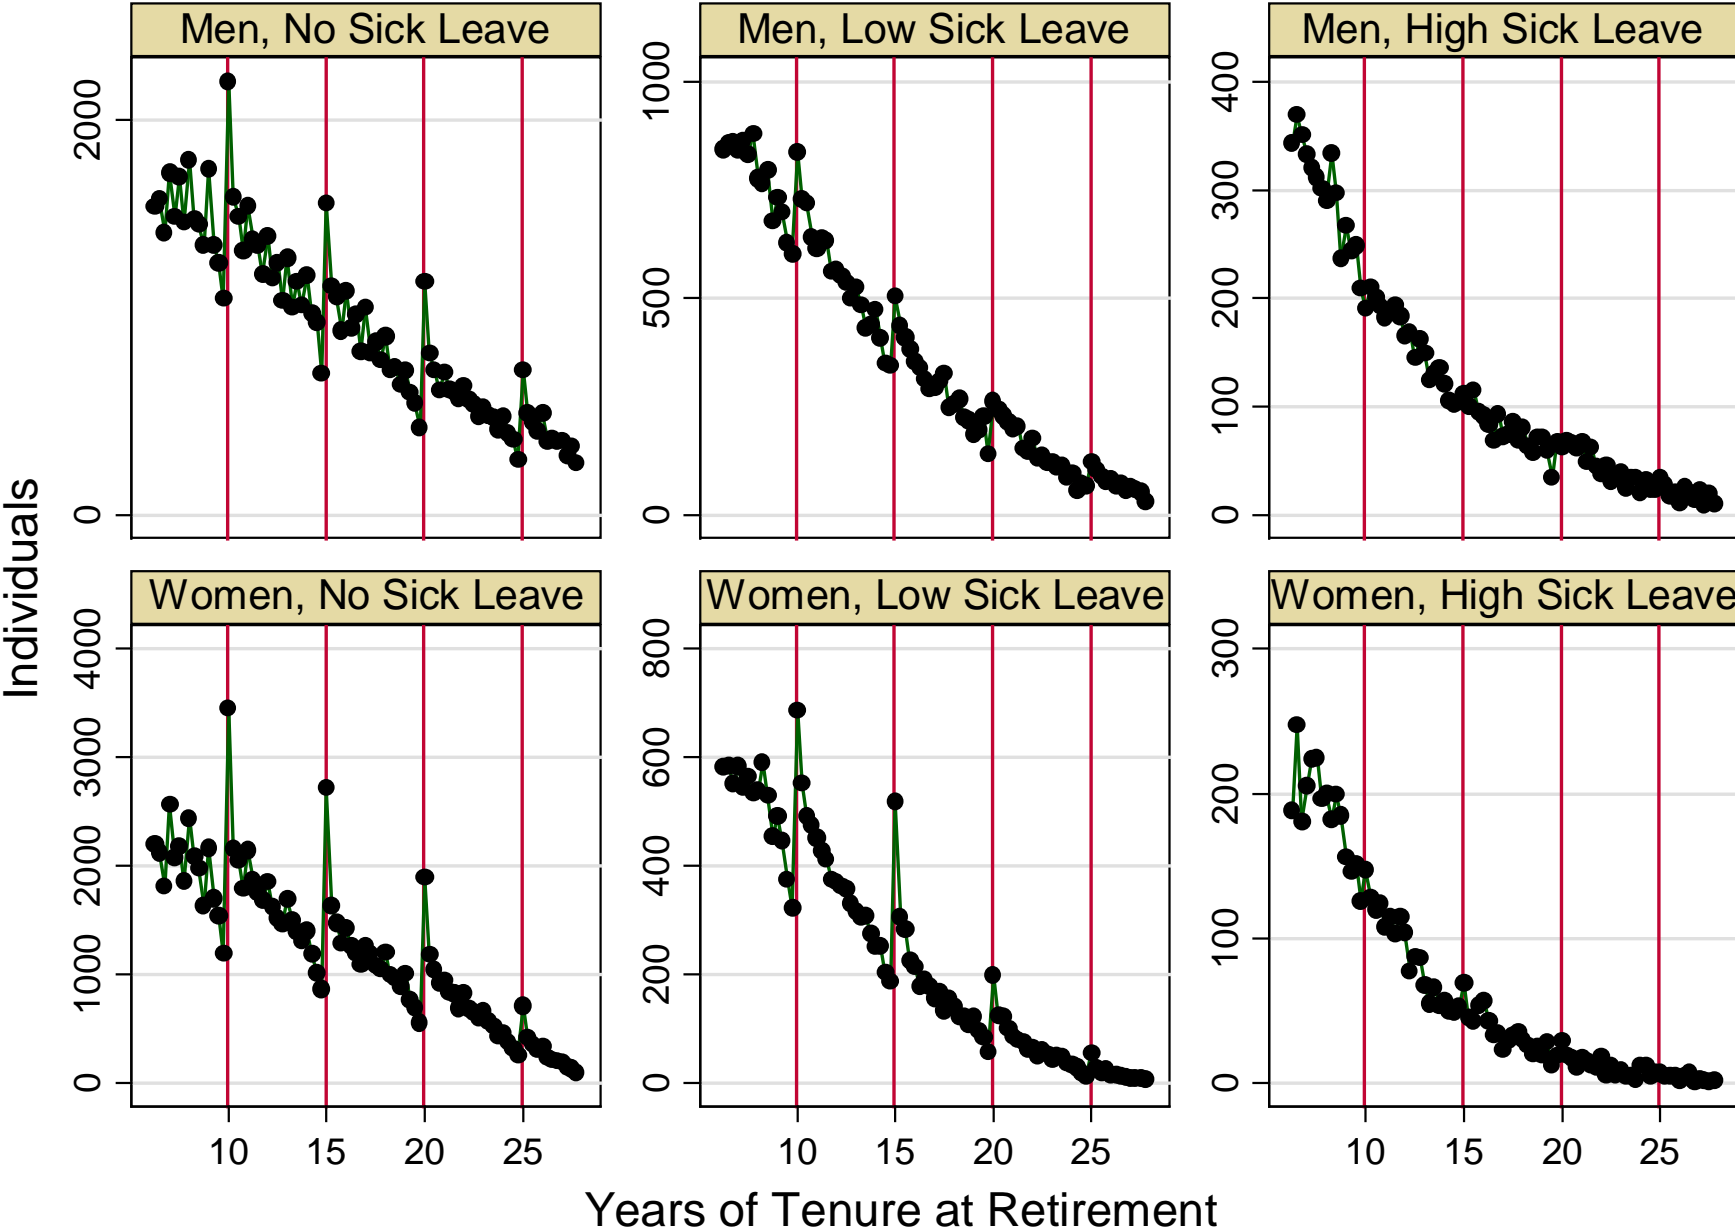 Men, No Sick Leave
Men, Low Sick Leave
Men, High Sick Leave
0
2000
0
500
1000
0
100
200
300
400
Women, No Sick Leave
Women, Low Sick Leave
Women, High Sick Leave
0
1000
2000
3000
4000
0
200
400
600
800
0
100
200
300
10 15 20 25
10 15 20 25
10 15 20 25
Individuals
Years of Tenure at Retirement